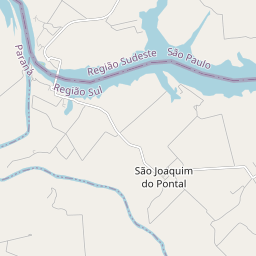 Região Sudeste
São Paulo
Paraná
Região Sul
São Joaquim
do Pontal